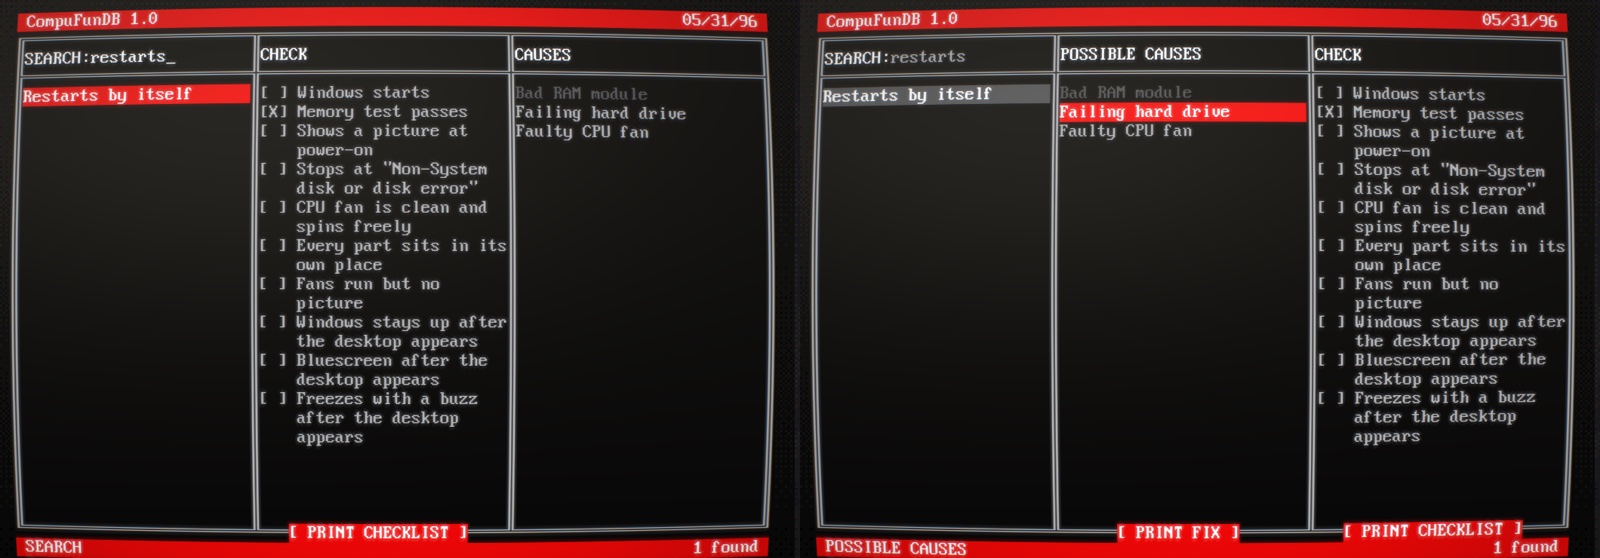 CompuFunDB 1.0 05/31/96
SEARCH:restarts_ CHECK CAUSES
Restarts by itself
[ ] Windows starts
[X] Memory test passes
[ ] Shows a picture at
power-on
[ ] Stops at "Non-System
disk or disk error"
[ ] CPU fan is clean and
spins freely
[ ] Every part sits in its
own place
[ ] Fans run but no
picture
[ ] Windows stays up after
the desktop appears
[ ] Bluescreen after the
desktop appears
[ ] Freezes with a buzz
after the desktop
appears
Bad RAM module
Failing hard drive
Faulty CPU fan
[ PRINT CHECKLIST ]
SEARCH 1 found
CompuFunDB 1.0 05/31/96
SEARCH:restarts POSSIBLE CAUSES CHECK
Restarts by itself
Bad RAM module
Failing hard drive
Faulty CPU fan
[ ] Windows starts
[X] Memory test passes
[ ] Shows a picture at
power-on
[ ] Stops at "Non-System
disk or disk error"
[ ] CPU fan is clean and
spins freely
[ ] Every part sits in its
own place
[ ] Fans run but no
picture
[ ] Windows stays up after
the desktop appears
[ ] Bluescreen after the
desktop appears
[ ] Freezes with a buzz
after the desktop
appears
[ PRINT FIX ] [ PRINT CHECKLIST ]
POSSIBLE CAUSES 1 found